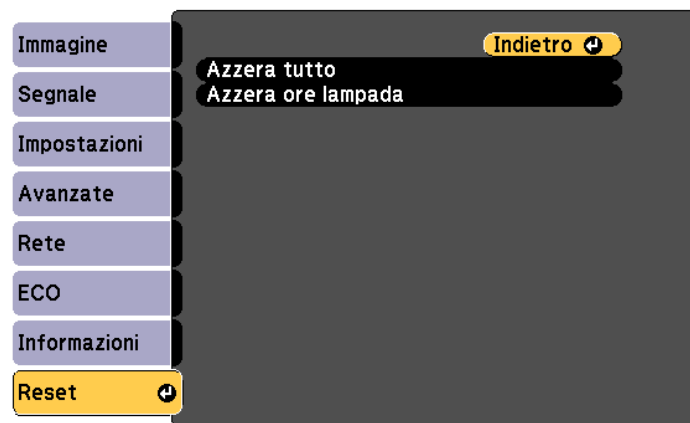 Immagine
Segnale
Impostazioni
Avanzate
Rete
ECO
Informazioni
Reset
Indietro
Azzera tutto
Azzera ore lampada